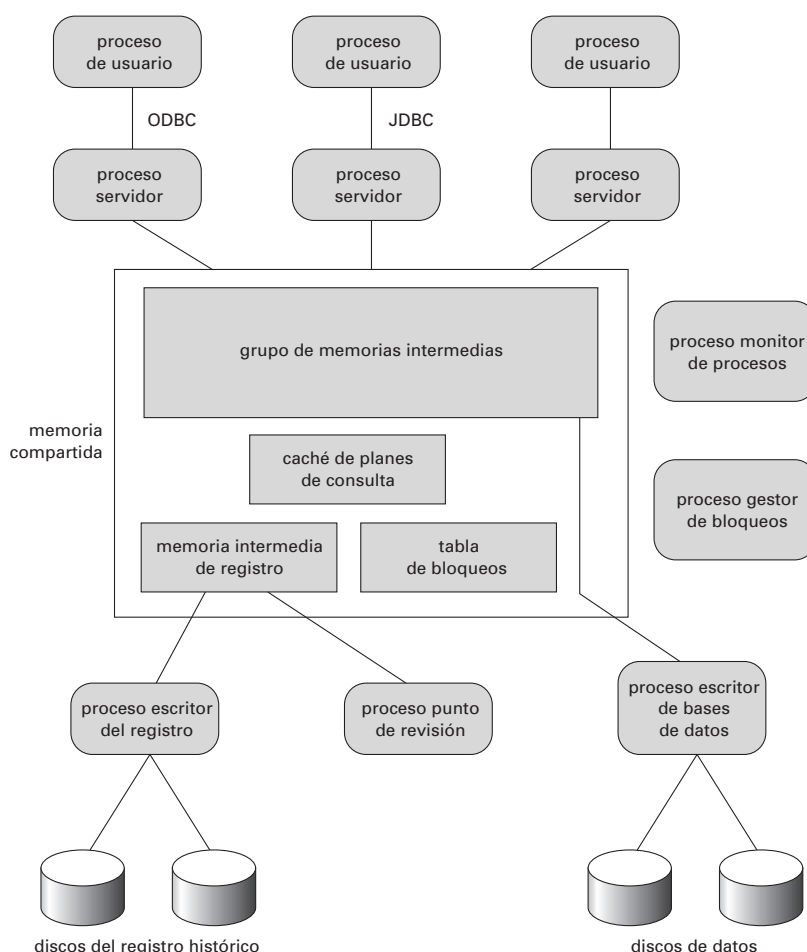 proceso
de usuario
proceso
de usuario
proceso
de usuario
ODBC
JDBC
proceso
servidor
proceso
servidor
proceso
servidor
grupo de memorias intermedias
proceso monitor
de procesos
memoria
compartida
caché de planes
de consulta
proceso gestor
de bloqueos
memoria intermedia
de registro
tabla
de bloqueos
proceso escritor
del registro
proceso punto
de revisión
proceso escritor
de bases
de datos
discos del registro histórico
discos de datos